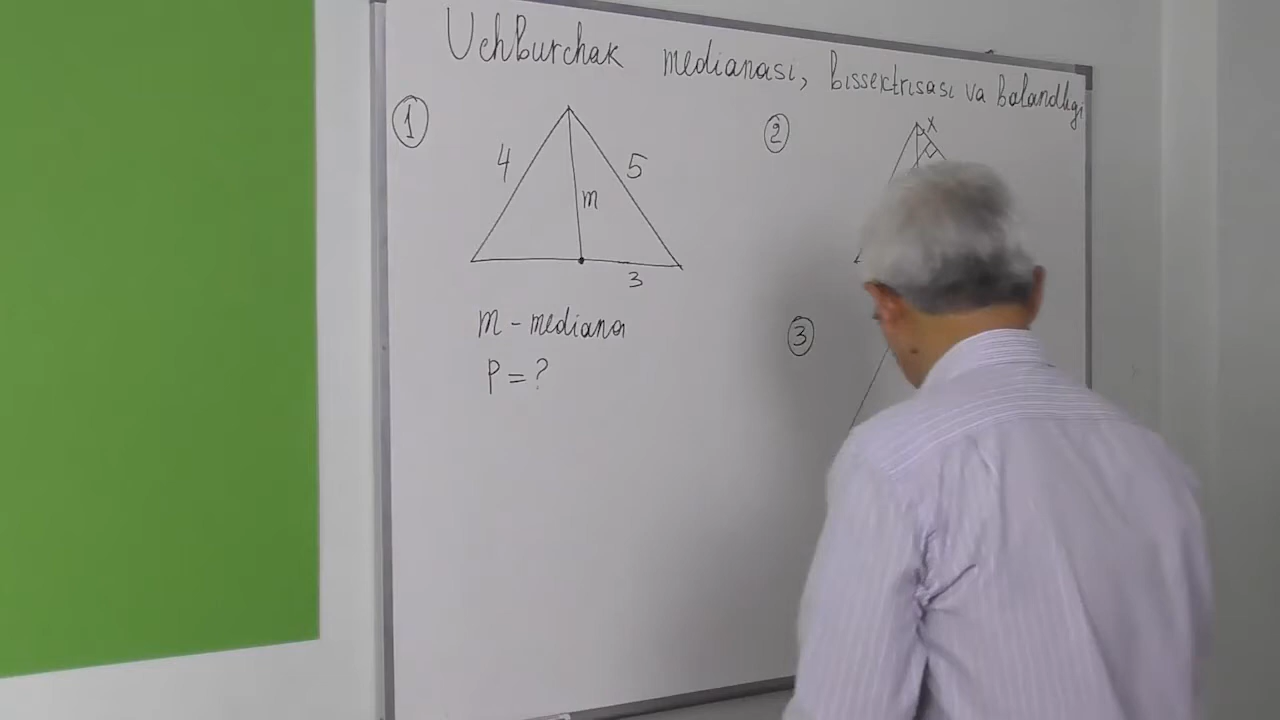 Uchburchak medianasi, bissektrisasi va balandligi
1
4
5
m
3
m - mediana
P = ?
2
x
3